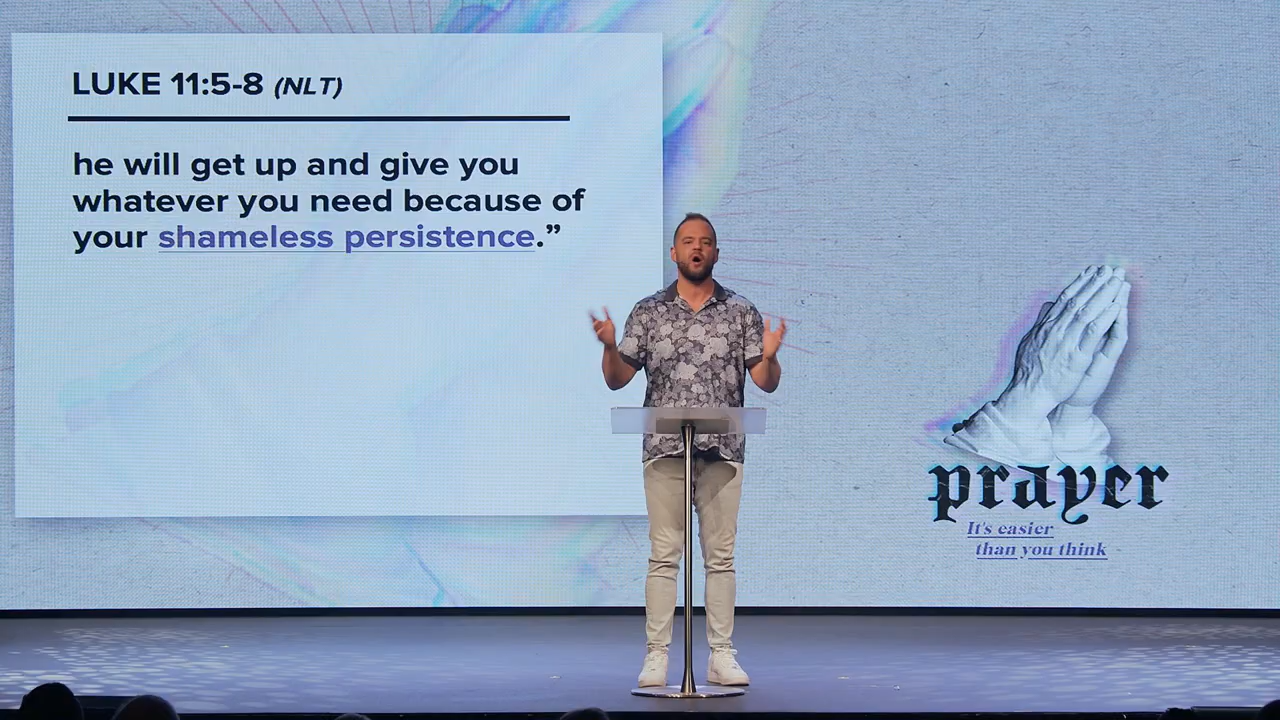 LUKE 11:5-8 (NLT)
he will get up and give you
whatever you need because of
your shameless persistence.”
prayer
It's easier
than you think